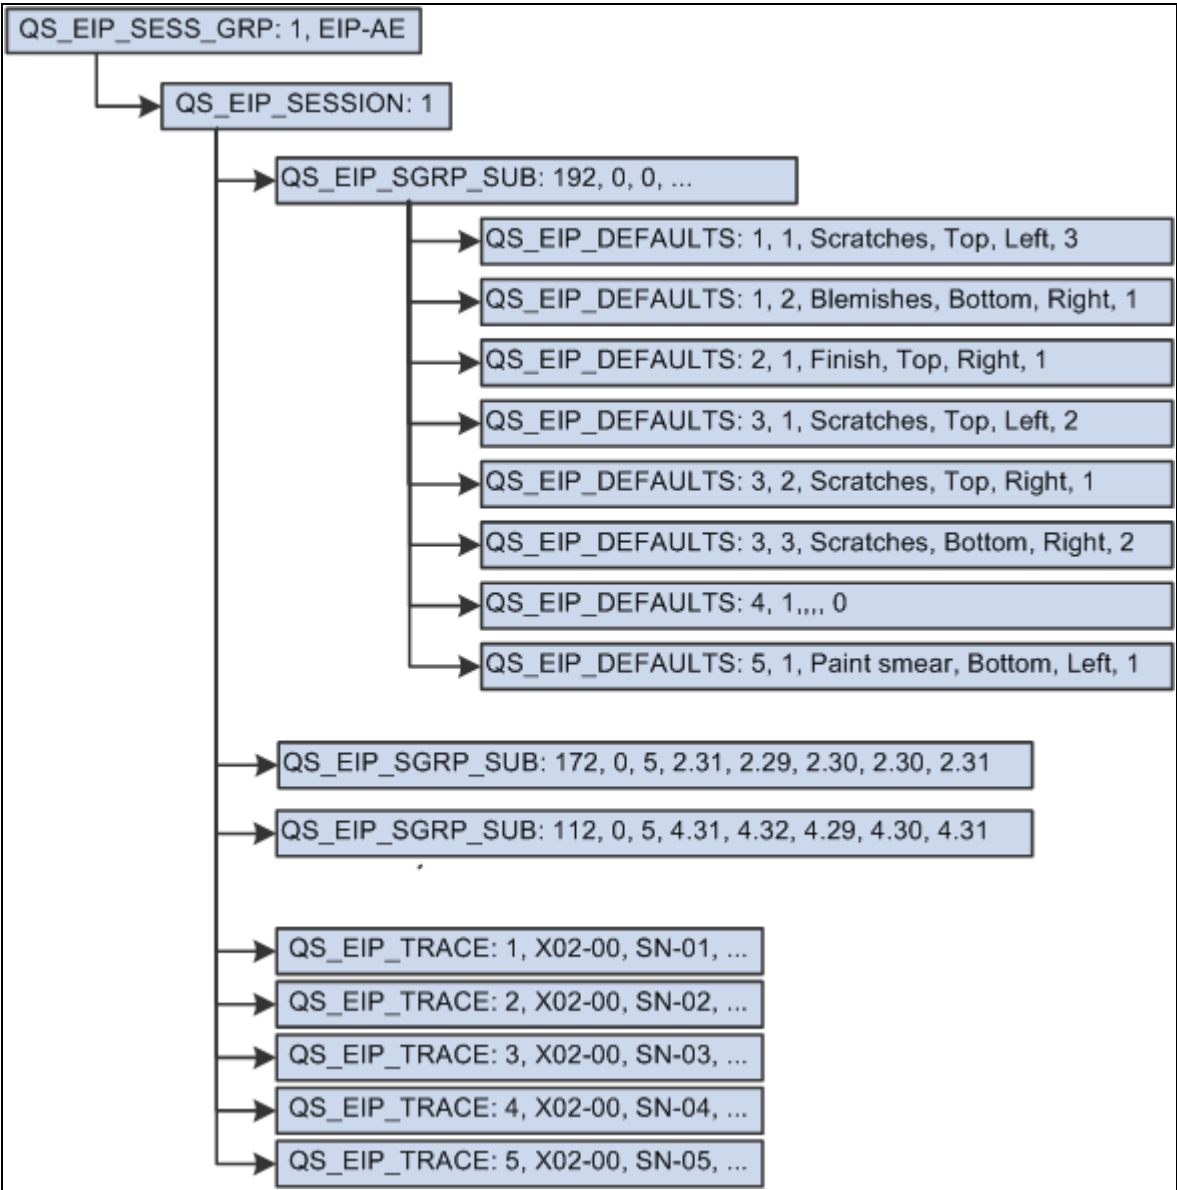 QS_EIP_SESS_GRP: 1, EIP-AE
QS_EIP_SESSION: 1
QS_EIP_SGRP_SUB: 192, 0, 0, ...
QS_EIP_DEFAULTS: 1, 1, Scratches, Top, Left, 3
QS_EIP_DEFAULTS: 1, 2, Blemishes, Bottom, Right, 1
QS_EIP_DEFAULTS: 2, 1, Finish, Top, Right, 1
QS_EIP_DEFAULTS: 3, 1, Scratches, Top, Left, 2
QS_EIP_DEFAULTS: 3, 2, Scratches, Top, Right, 1
QS_EIP_DEFAULTS: 3, 3, Scratches, Bottom, Right, 2
QS_EIP_DEFAULTS: 4, 1,,,, 0
QS_EIP_DEFAULTS: 5, 1, Paint smear, Bottom, Left, 1
QS_EIP_SGRP_SUB: 172, 0, 5, 2.31, 2.29, 2.30, 2.30, 2.31
QS_EIP_SGRP_SUB: 112, 0, 5, 4.31, 4.32, 4.29, 4.30, 4.31
QS_EIP_TRACE: 1, X02-00, SN-01, ...
QS_EIP_TRACE: 2, X02-00, SN-02, ...
QS_EIP_TRACE: 3, X02-00, SN-03, ...
QS_EIP_TRACE: 4, X02-00, SN-04, ...
QS_EIP_TRACE: 5, X02-00, SN-05, ...